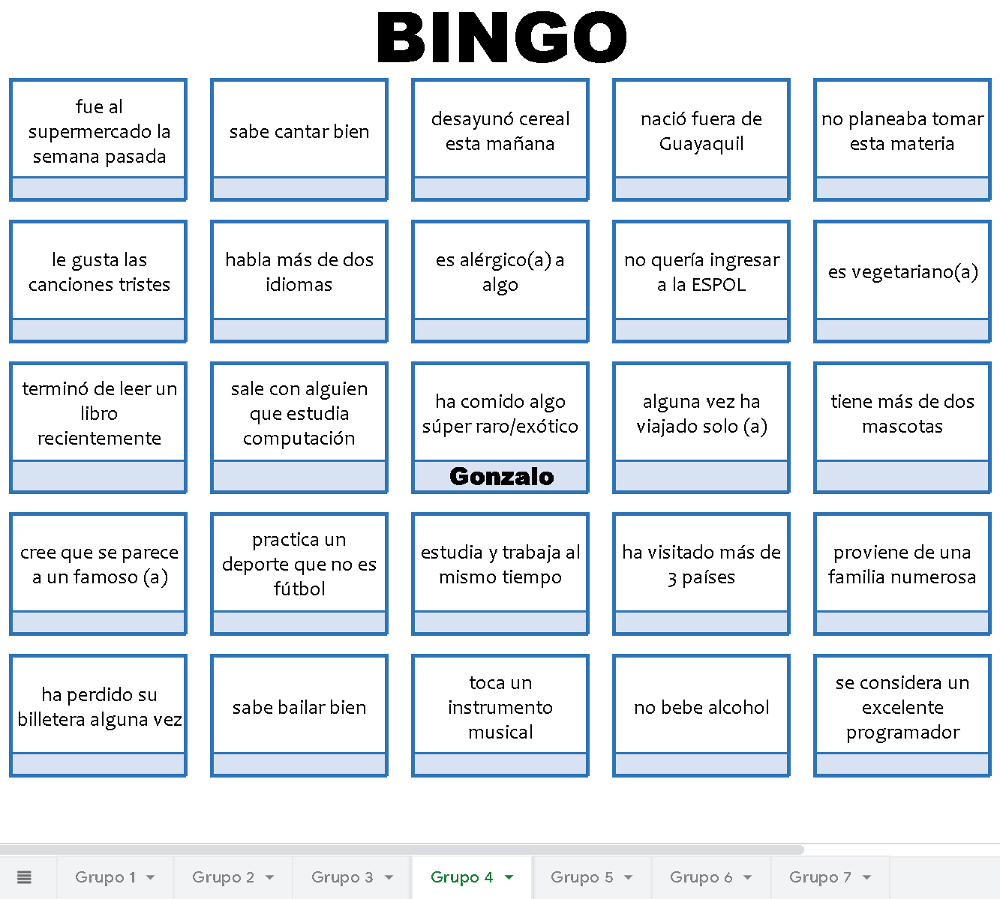 BINGO
fue al
supermercado la
semana pasada
sabe cantar bien
desayunó cereal
esta mañana
nació fuera de
Guayaquil
no planeaba tomar
esta materia
le gusta las
canciones tristes
habla más de dos
idiomas
es alérgico(a) a
algo
no quería ingresar
a la ESPOL
es vegetariano(a)
terminó de leer un
libro
recientemente
sale con alguien
que estudia
computación
ha comido algo
súper raro/exótico
Gonzalo
alguna vez ha
viajado solo (a)
tiene más de dos
mascotas
cree que se parece
a un famoso (a)
practica un
deporte que no es
fútbol
estudia y trabaja al
mismo tiempo
ha visitado más de
3 países
proviene de una
familia numerosa
ha perdido su
billetera alguna vez
sabe bailar bien
toca un
instrumento
musical
no bebe alcohol
se considera un
excelente
programador
Grupo 1 Grupo 2 Grupo 3 Grupo 4 Grupo 5 Grupo 6 Grupo 7